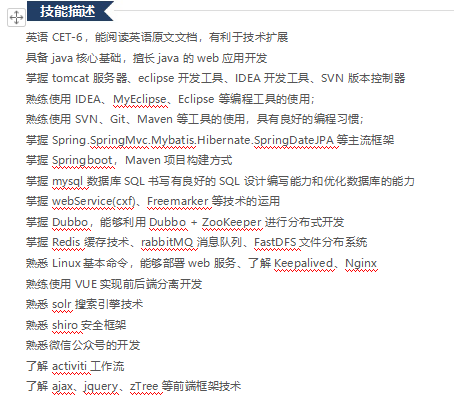 技能描述
英语 CET-6，能阅读英语原文文档，有利于技术扩展
具备 java 核心基础，擅长 java 的 web 应用开发
掌握 tomcat 服务器、eclipse 开发工具、IDEA 开发工具、SVN 版本控制器
熟练使用 IDEA、MyEclipse、Eclipse 等编程工具的使用；
熟练使用 SVN、Git、Maven 等工具的使用，具有良好的编程习惯；
掌握 Spring.SpringMvc.Mybatis.Hibernate.SpringDateJPA 等主流框架
掌握 Springboot，Maven 项目构建方式
掌握 mysql 数据库 SQL 书写有良好的 SQL 设计编写能力和优化数据库的能力
掌握 webService(cxf)、Freemarker 等技术的运用
掌握 Dubbo，能够利用 Dubbo + ZooKeeper 进行分布式开发
掌握 Redis 缓存技术、rabbitMQ 消息队列、FastDFS 文件分布系统
熟悉 Linux 基本命令，能够部署 web 服务、了解 Keepalived、Nginx
熟练使用 VUE 实现前后端分离开发
熟悉 solr 搜索引擎技术
熟悉 shiro 安全框架
熟悉微信公众号的开发
了解 activiti 工作流
了解 ajax、jquery、zTree 等前端框架技术